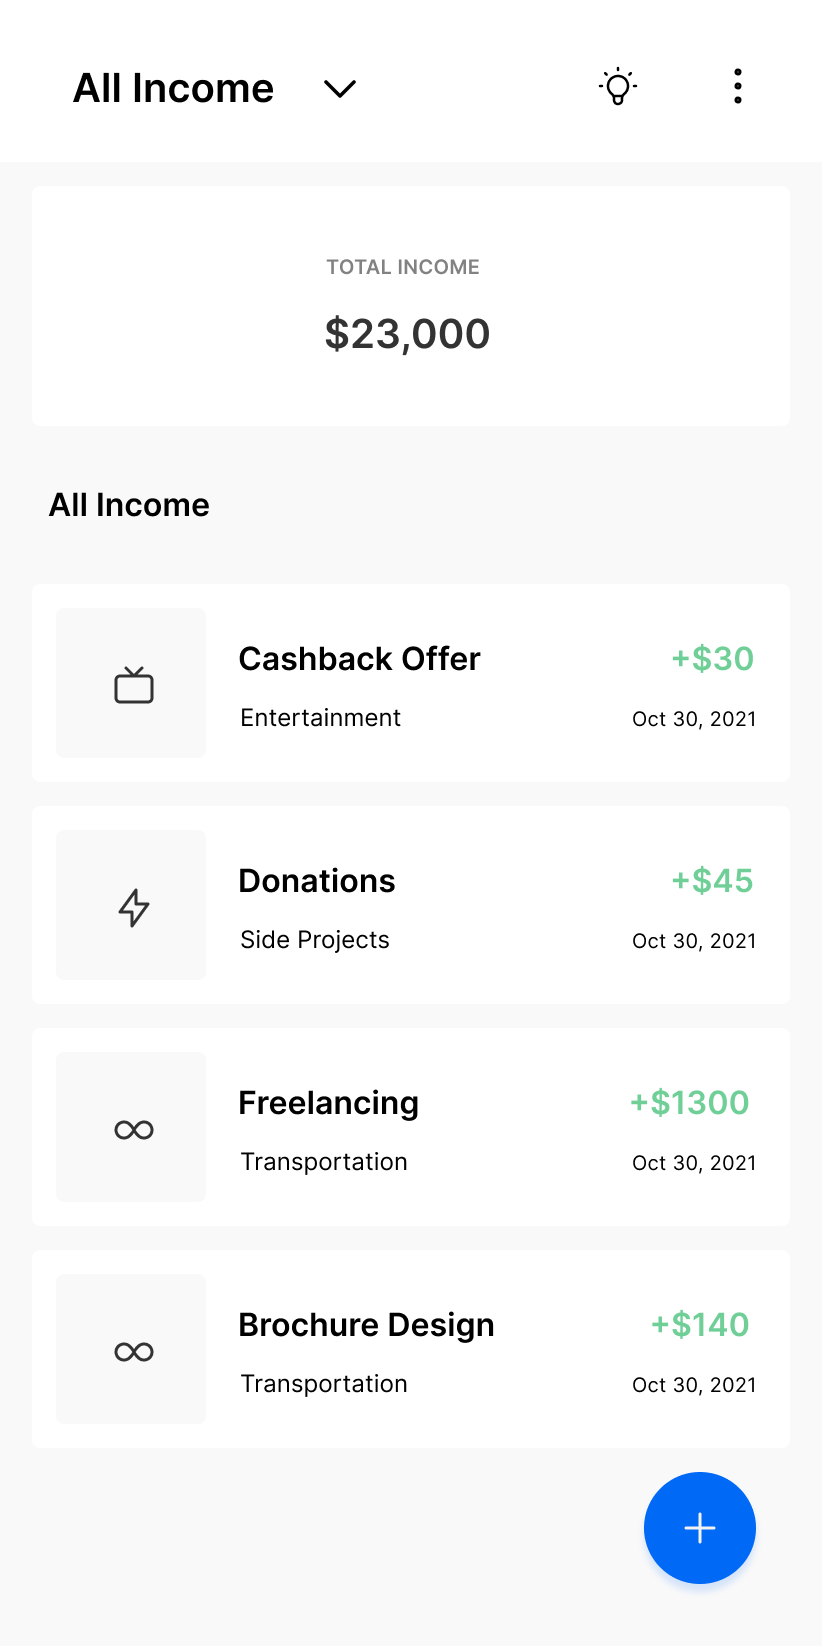 All Income
TOTAL INCOME
$23,000
All Income
Cashback Offer +$30
Entertainment Oct 30, 2021
Donations +$45
Side Projects Oct 30, 2021
Freelancing +$1300
Transportation Oct 30, 2021
Brochure Design +$140
Transportation Oct 30, 2021